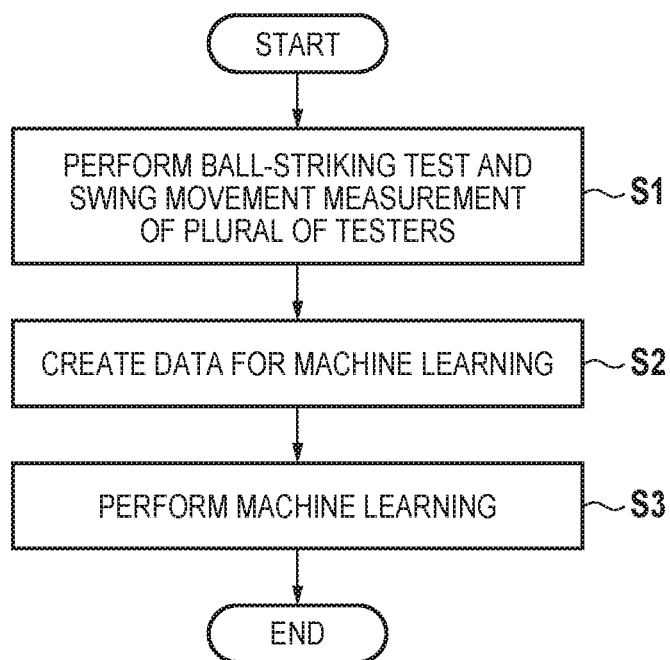 START
PERFORM BALL-STRIKING TEST AND
SWING MOVEMENT MEASUREMENT
OF PLURAL OF TESTERS
S1
CREATE DATA FOR MACHINE LEARNING
S2
PERFORM MACHINE LEARNING
S3
END